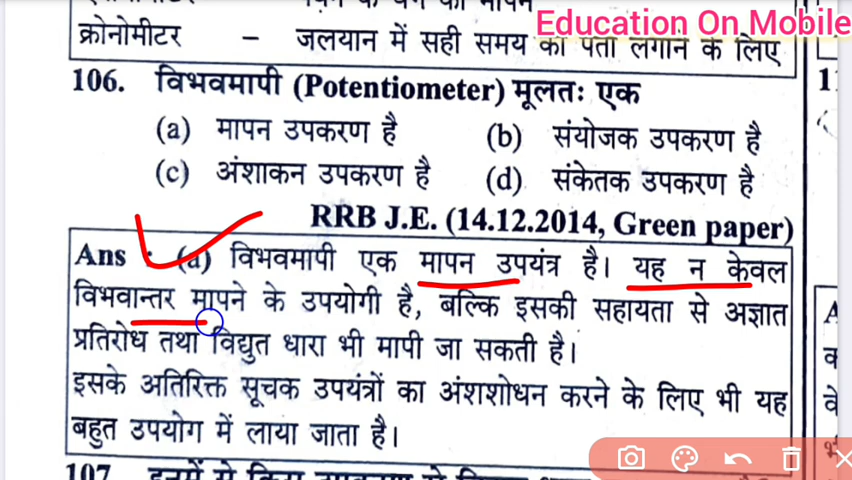 Education On Mobile
क्रोनोमीटर – जलयान में सही समय का पता लगाने के लिए
106. विभवमापी (Potentiometer) मूलतः एक
(a) मापन उपकरण है (b) संयोजक उपकरण है
(c) अंशाकन उपकरण है (d) संकेतक उपकरण है
RRB J.E. (14.12.2014, Green paper)
Ans : (a) विभवमापी एक मापन उपयंत्र है। यह न केवल
विभवान्तर मापने के उपयोगी है, बल्कि इसकी सहायता से अज्ञात
प्रतिरोध तथा विद्युत धारा भी मापी जा सकती है।
इसके अतिरिक्त सूचक उपयंत्रों का अंशशोधन करने के लिए भी यह
बहुत उपयोग में लाया जाता है।
107. इनमें से किस उपकरण